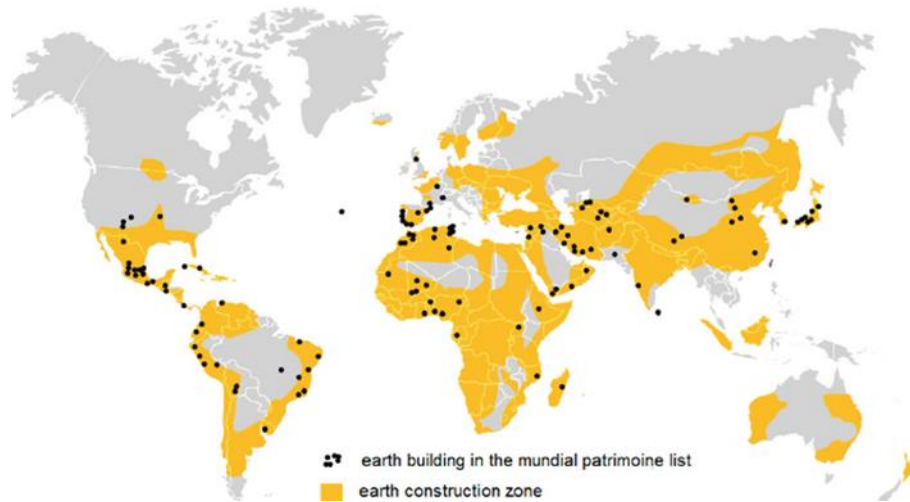 earth building in the mundial patrimoine list
earth construction zone